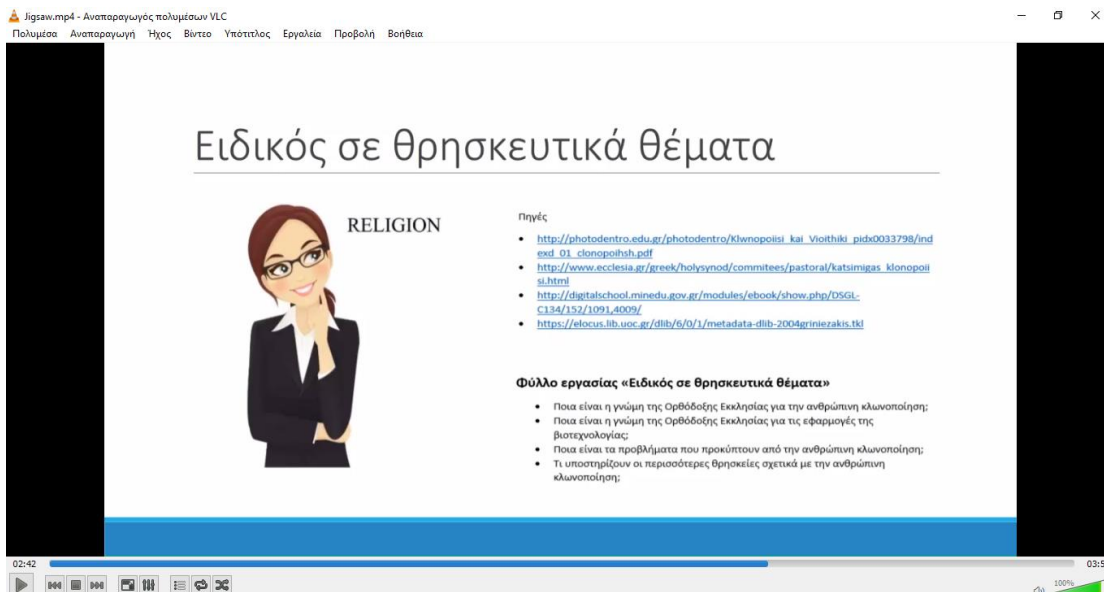 Jigsaw.mp4 - Αναπαραγωγός πολυμέσων VLC
Πολυμέσα Αναπαραγωγή Ήχος Βίντεο Υπότιτλος Εργαλεία Προβολή Βοήθεια
Ειδικός σε θρησκευτικά θέματα
RELIGION
Πηγές
• http://photodentro.edu.gr/photodentro/Klwnopoiisi_kai_Vioithiki_pidx0033798/ind
exd_01_clonopoihsh.pdf
• http://www.ecclesia.gr/greek/holysynod/commitees/pastoral/katsimigas_klonopoii
si.html
• http://digitalschool.minedu.gov.gr/modules/ebook/show.php/DSGL-
C134/152/1091,4009/
• https://elocus.lib.uoc.gr/dlib/6/0/1/metadata-dlib-2004griniezakis.tkl
Φύλλο εργασίας «Ειδικός σε θρησκευτικά θέματα»
• Ποια είναι η γνώμη της Ορθόδοξης Εκκλησίας για την ανθρώπινη κλωνοποίηση;
• Ποια είναι η γνώμη της Ορθόδοξης Εκκλησίας για τις εφαρμογές της
βιοτεχνολογίας;
• Ποια είναι τα προβλήματα που προκύπτουν από την ανθρώπινη κλωνοποίηση;
• Τι υποστηρίζουν οι περισσότερες θρησκείες σχετικά με την ανθρώπινη
κλωνοποίηση;
02:42
03:5
100%